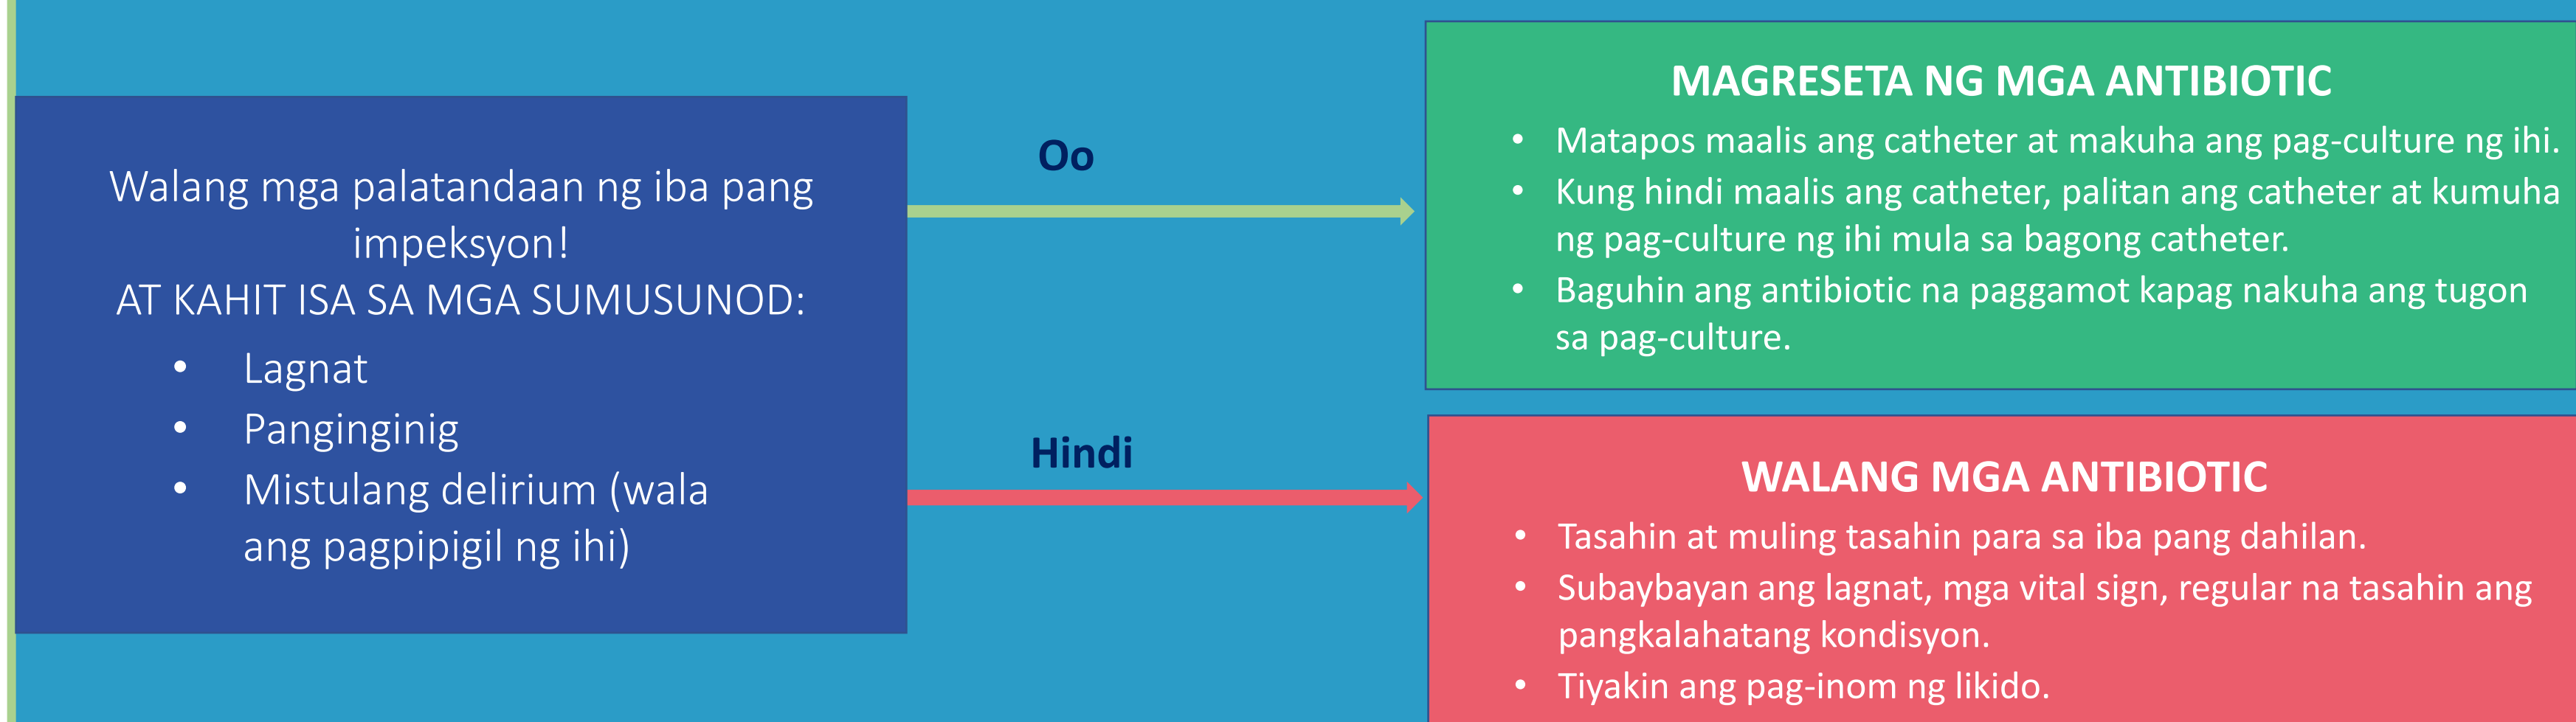 Walang mga palatandaan ng iba pang
impeksyon!
AT KAHIT ISA SA MGA SUMUSUNOD:
• Lagnat
• Panginginig
• Mistulang delirium (wala
ang pagpipigil ng ihi)
Oo
Hindi
MAGRESETA NG MGA ANTIBIOTIC
• Matapos maalis ang catheter at makuha ang pag-culture ng ihi.
• Kung hindi maalis ang catheter, palitan ang catheter at kumuha
ng pag-culture ng ihi mula sa bagong catheter.
• Baguhin ang antibiotic na paggamot kapag nakuha ang tugon
sa pag-culture.
WALANG MGA ANTIBIOTIC
• Tasahin at muling tasahin para sa iba pang dahilan.
• Subaybayan ang lagnat, mga vital sign, regular na tasahin ang
pangkalahatang kondisyon.
• Tiyakin ang pag-inom ng likido.